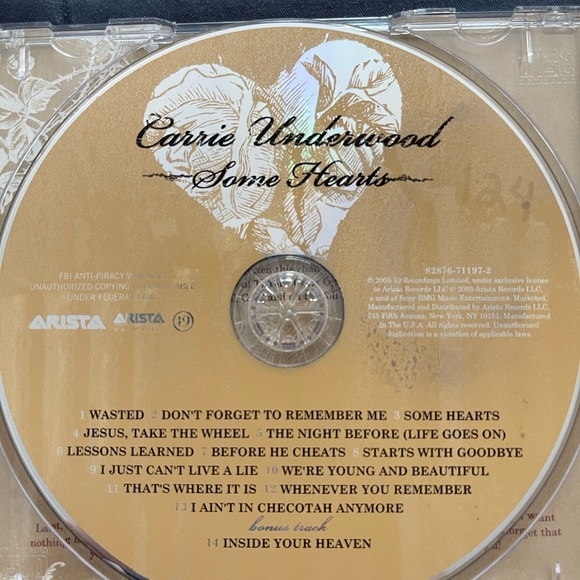 Carrie Underwood
Some Hearts
FBI ANTI-PIRACY
UNAUTHORIZED COPYING
UNDER FEDERAL
ARISTA
ARISTA
19
82876-71197-2
℗ 2005 19 Recordings Limited, under exclusive license
to Arista Records LLC © 2005 Arista Records LLC,
a unit of Sony BMG Music Entertainment. Marketed,
Manufactured and Distributed by Arista Records LLC,
745 Fifth Avenue, New York, NY 10151. Manufactured
In The U.S.A. All rights reserved. Unauthorized
duplication is a violation of applicable laws.
1 WASTED 2 DON'T FORGET TO REMEMBER ME 3 SOME HEARTS
4 JESUS, TAKE THE WHEEL 5 THE NIGHT BEFORE (LIFE GOES ON)
6 LESSONS LEARNED 7 BEFORE HE CHEATS 8 STARTS WITH GOODBYE
9 I JUST CAN'T LIVE A LIE 10 WE'RE YOUNG AND BEAUTIFUL
11 THAT'S WHERE IT IS 12 WHENEVER YOU REMEMBER
13 I AIN'T IN CHECOTAH ANYMORE
bonus track
14 INSIDE YOUR HEAVEN
want
forget that
nothing